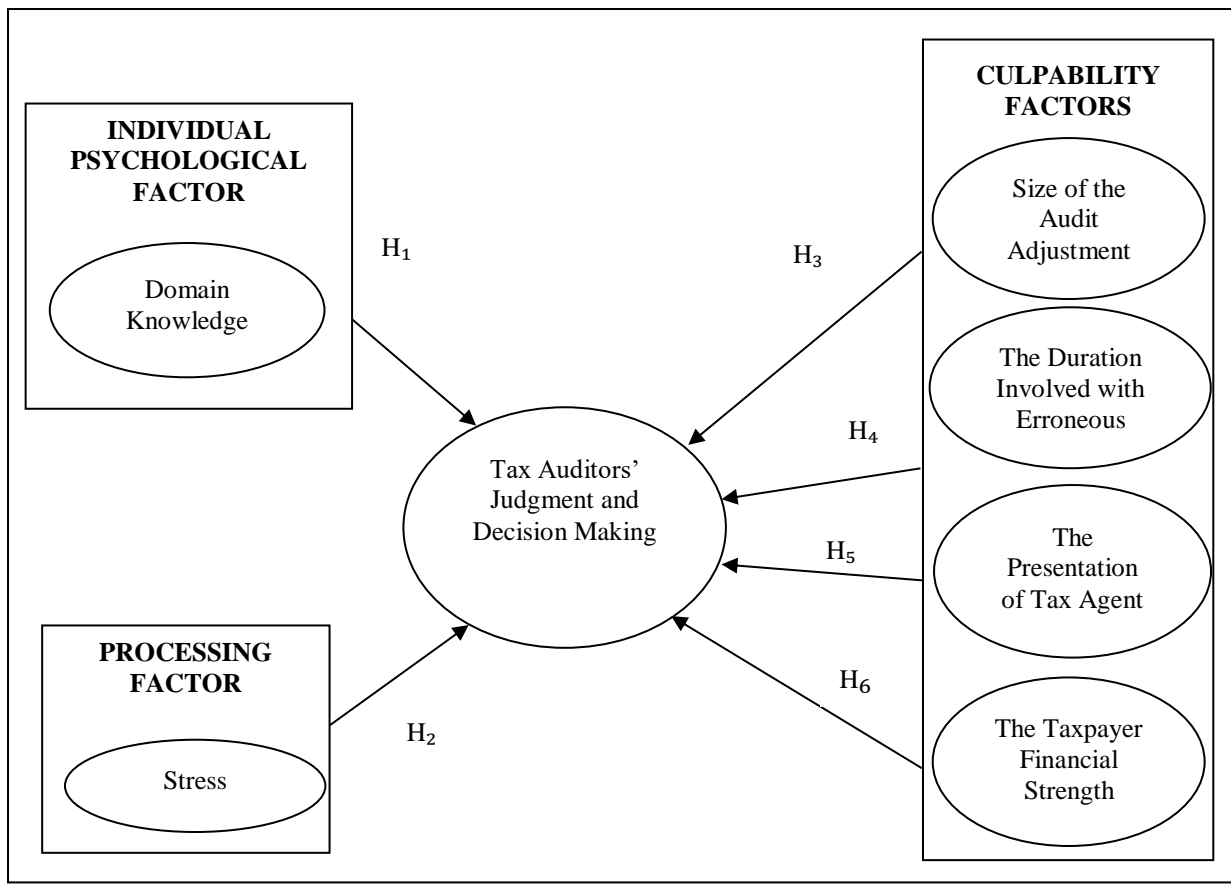 INDIVIDUAL
PSYCHOLOGICAL
FACTOR
Domain
Knowledge
H₁
PROCESSING
FACTOR
Stress
H₂
Tax Auditors’
Judgment and
Decision Making
H₃
H₄
H₅
H₆
CULPABILITY
FACTORS
Size of the
Audit
Adjustment
The Duration
Involved with
Erroneous
The
Presentation
of Tax Agent
The Taxpayer
Financial
Strength